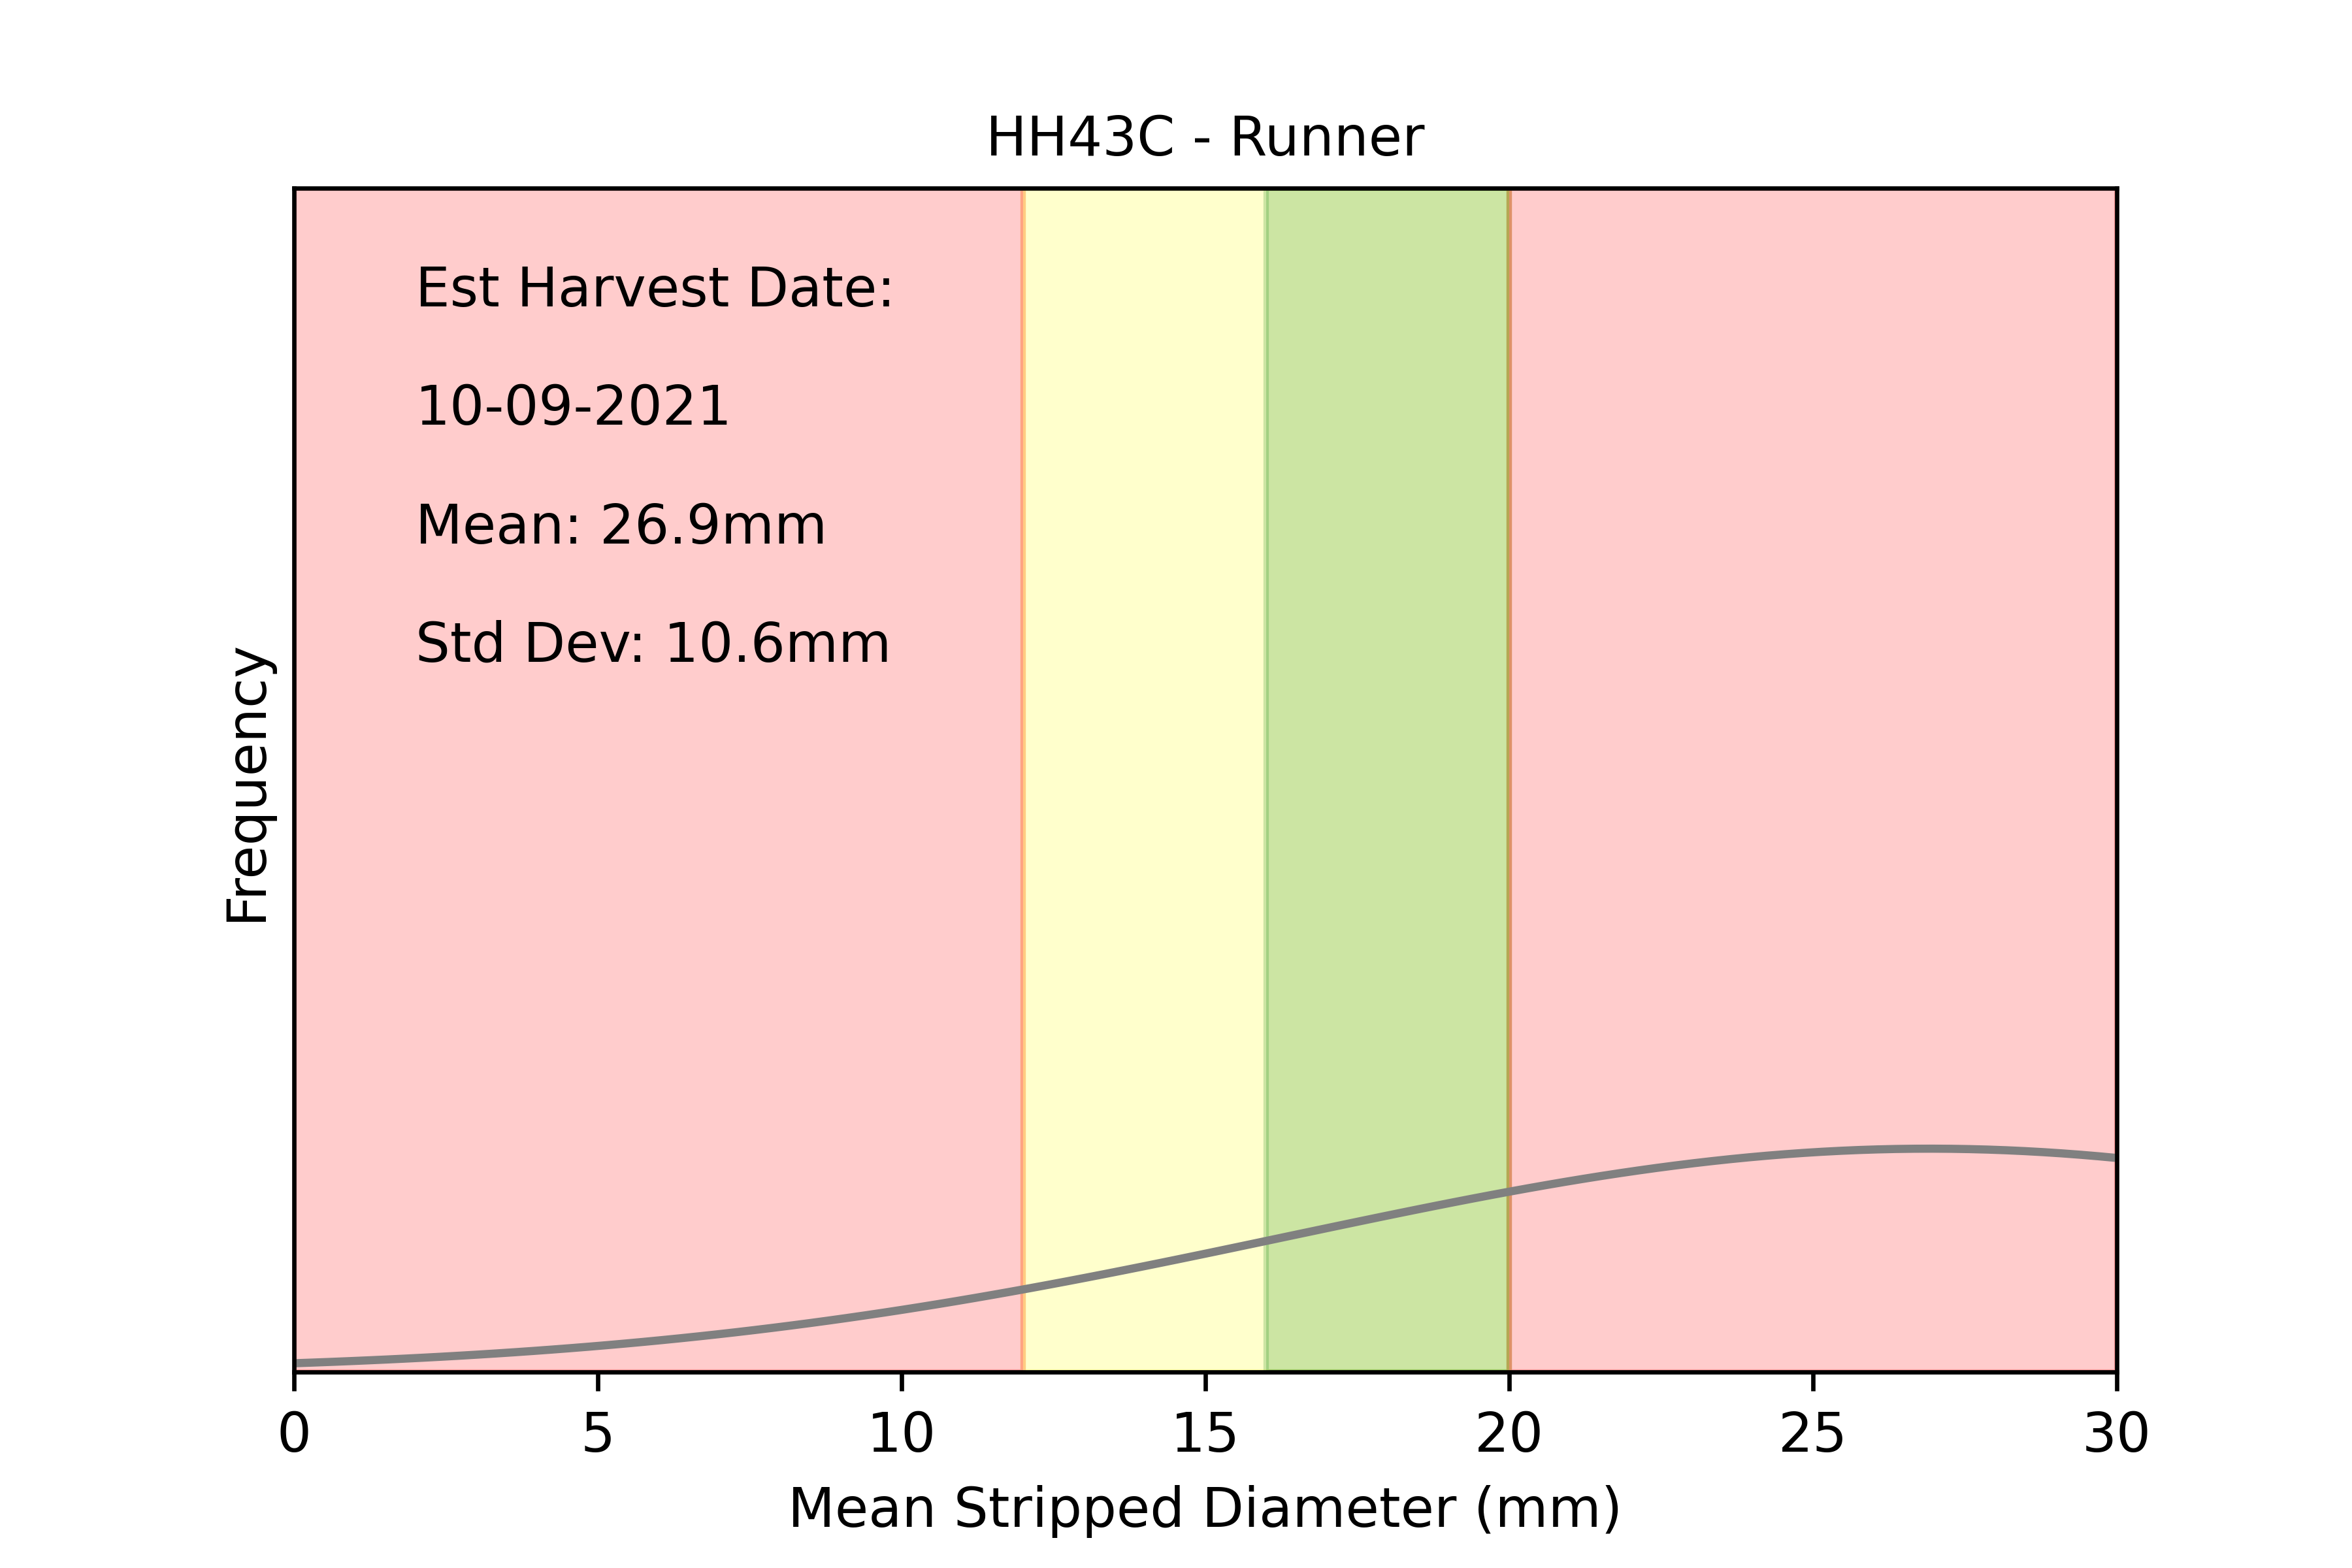 HH43C - Runner
Est Harvest Date:
10-09-2021
Mean: 26.9mm
Std Dev: 10.6mm
Frequency
0 5 10 15 20 25 30
Mean Stripped Diameter (mm)